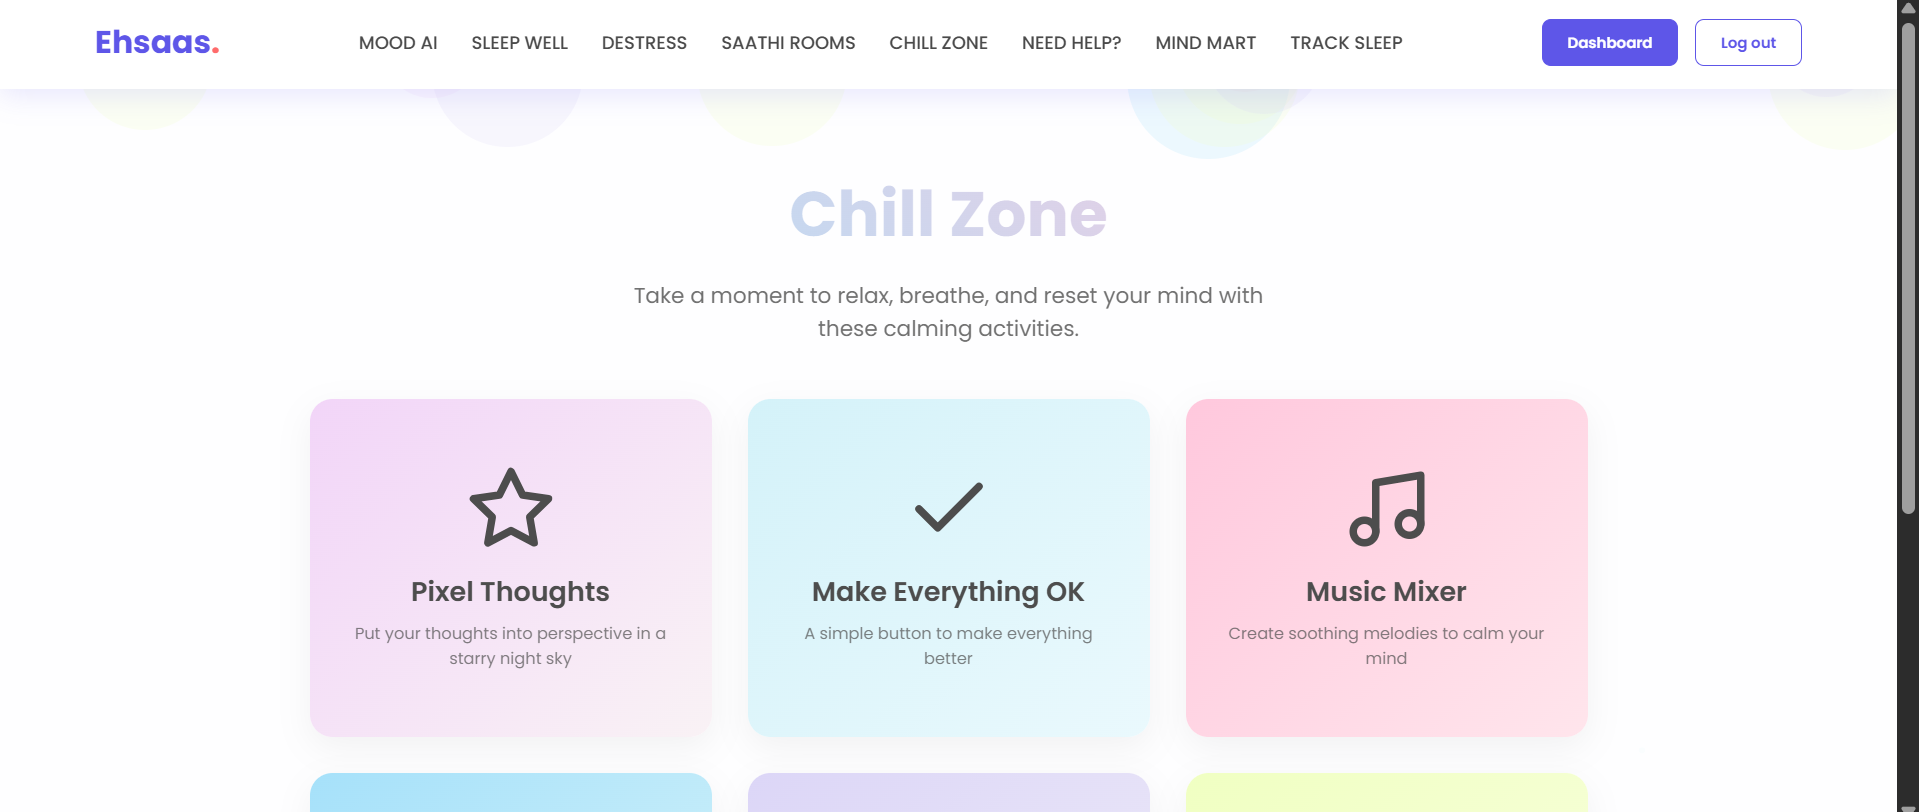 Ehsaas.
MOOD AI
SLEEP WELL
DESTRESS
SAATHI ROOMS
CHILL ZONE
NEED HELP?
MIND MART
TRACK SLEEP
Dashboard
Log out
Chill Zone
Take a moment to relax, breathe, and reset your mind with
these calming activities.
Pixel Thoughts
Put your thoughts into perspective in a
starry night sky
Make Everything OK
A simple button to make everything
better
Music Mixer
Create soothing melodies to calm your
mind